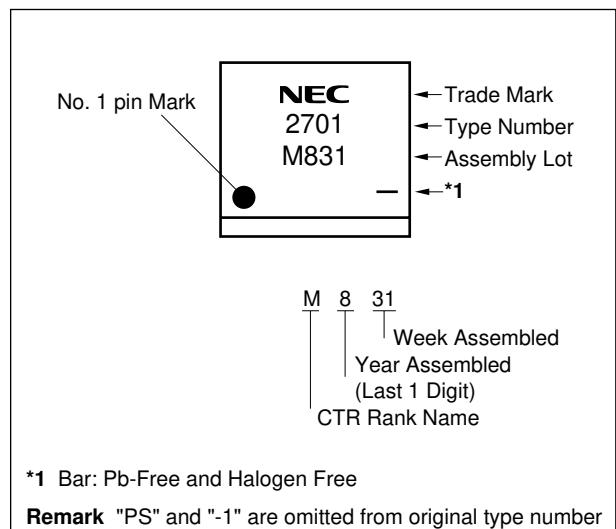 No. 1 pin Mark
NEC
2701
M831
Trade Mark
Type Number
Assembly Lot
*1
M 8 31
Week Assembled
Year Assembled
(Last 1 Digit)
CTR Rank Name
*1 Bar: Pb-Free and Halogen Free
Remark "PS" and "-1" are omitted from original type number